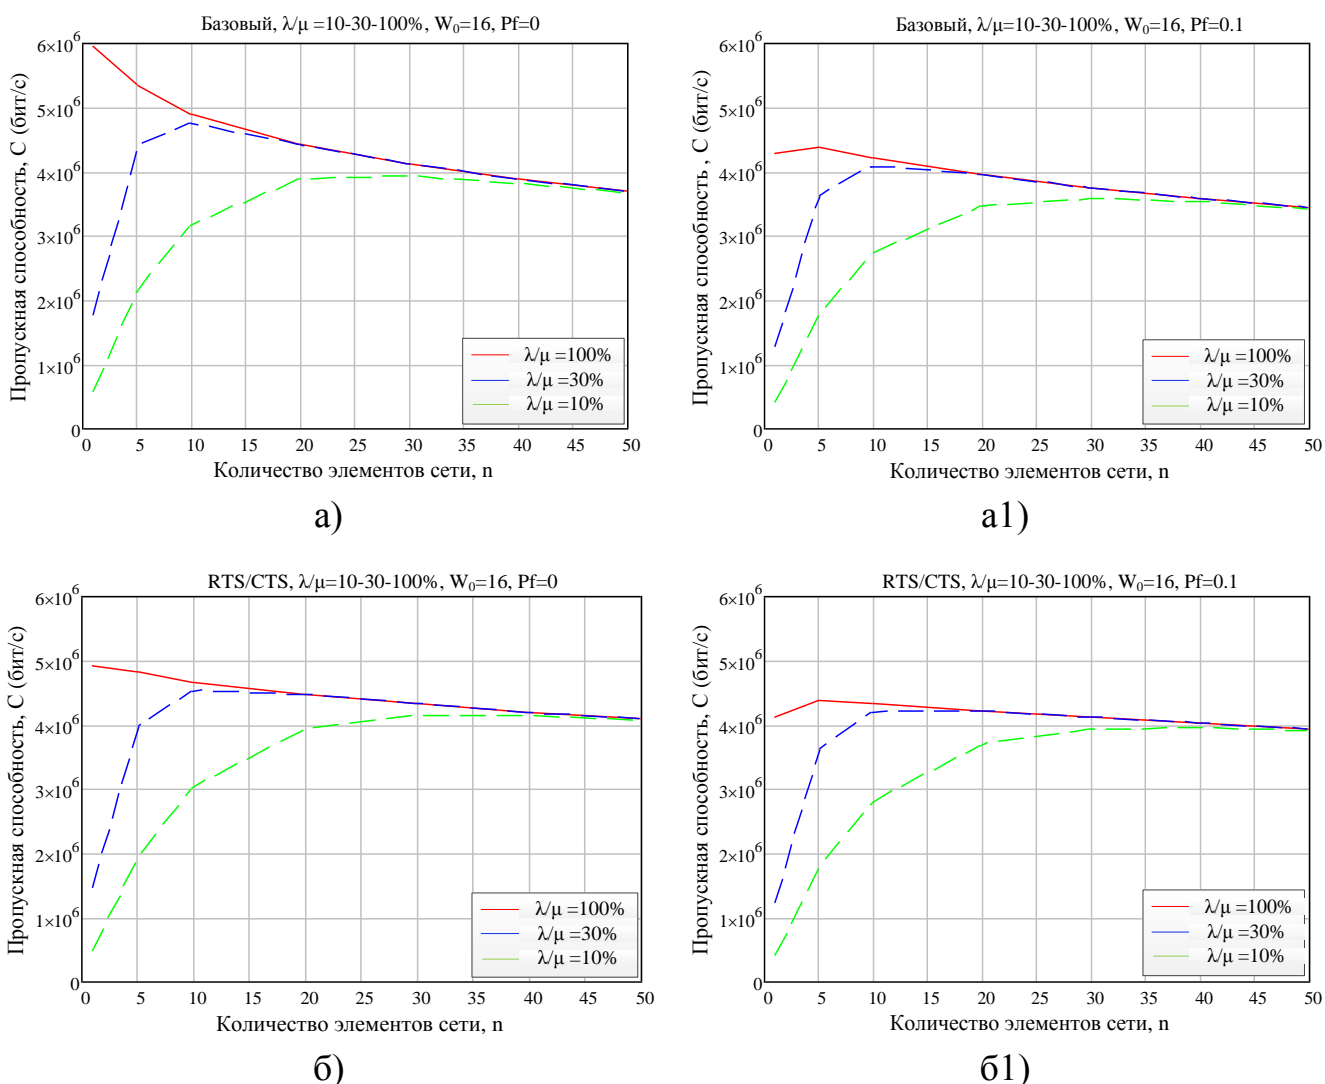 Базовый, λ/μ =10-30-100%, W₀=16, Pf=0
Пропускная способность, С (бит/с)
6×10⁶
5×10⁶
4×10⁶
3×10⁶
2×10⁶
1×10⁶
0
λ/μ =100%
λ/μ =30%
λ/μ =10%
0 5 10 15 20 25 30 35 40 45 50
Количество элементов сети, n
а)
Базовый, λ/μ=10-30-100%, W₀=16, Pf=0.1
Пропускная способность , С (бит/с)
6×10⁶
5×10⁶
4×10⁶
3×10⁶
2×10⁶
1×10⁶
0
λ/μ =100%
λ/μ =30%
λ/μ =10%
0 5 10 15 20 25 30 35 40 45 50
Количество элементов сети, n
а1)
RTS/CTS, λ/μ=10-30-100%, W₀=16, Pf=0
Пропускная способность, С (бит/с)
6×10⁶
5×10⁶
4×10⁶
3×10⁶
2×10⁶
1×10⁶
0
λ/μ =100%
λ/μ =30%
λ/μ =10%
0 5 10 15 20 25 30 35 40 45 50
Количество элементов сети, n
б)
RTS/CTS, λ/μ=10-30-100%, W₀=16, Pf=0.1
Пропускная способность, С (бит/с)
6×10⁶
5×10⁶
4×10⁶
3×10⁶
2×10⁶
1×10⁶
0
λ/μ =100%
λ/μ =30%
λ/μ =10%
0 5 10 15 20 25 30 35 40 45 50
Количество элементов сети, n
б1)